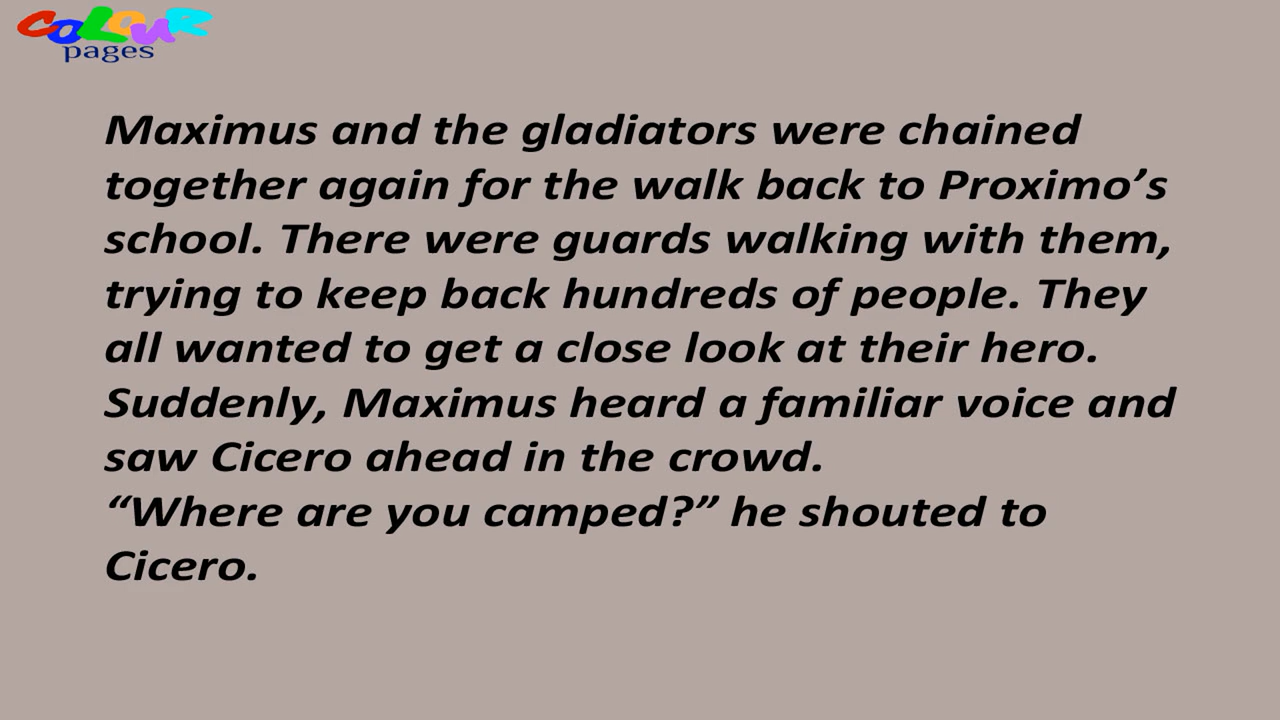 COLOUR
pages
Maximus and the gladiators were chained
together again for the walk back to Proximo’s
school. There were guards walking with them,
trying to keep back hundreds of people. They
all wanted to get a close look at their hero.
Suddenly, Maximus heard a familiar voice and
saw Cicero ahead in the crowd.
“Where are you camped?” he shouted to
Cicero.